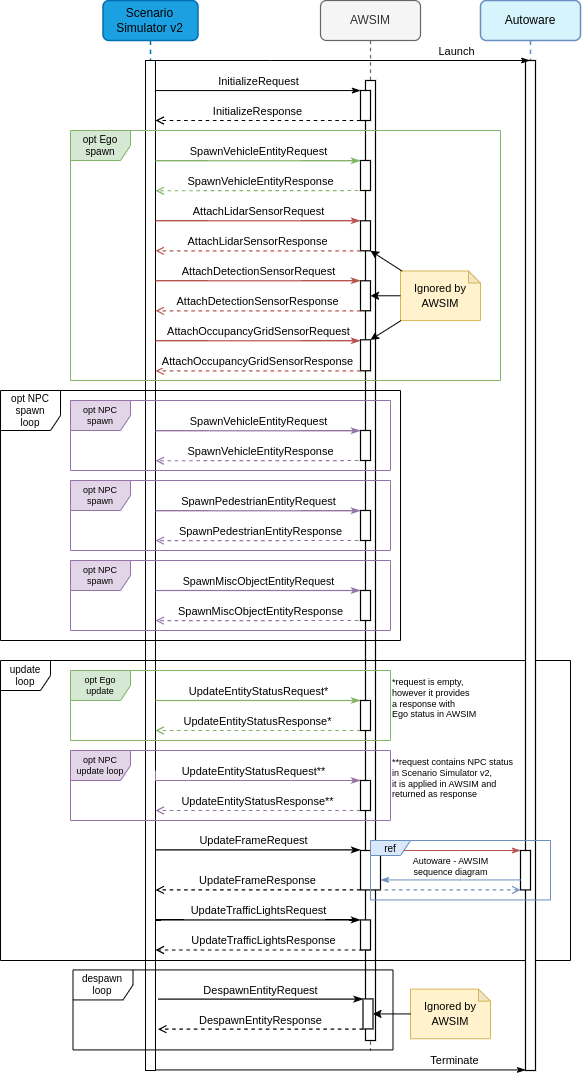 Scenario
Simulator v2
AWSIM
Autoware
Launch
InitializeRequest
InitializeResponse
opt Ego
spawn
SpawnVehicleEntityRequest
SpawnVehicleEntityResponse
AttachLidarSensorRequest
AttachLidarSensorResponse
AttachDetectionSensorRequest
AttachDetectionSensorResponse
AttachOccupancyGridSensorRequest
AttachOccupancyGridSensorResponse
Ignored by
AWSIM
opt NPC
spawn
loop
opt NPC
spawn
SpawnVehicleEntityRequest
SpawnVehicleEntityResponse
opt NPC
spawn
SpawnPedestrianEntityRequest
SpawnPedestrianEntityResponse
opt NPC
spawn
SpawnMiscObjectEntityRequest
SpawnMiscObjectEntityResponse
update
loop
opt Ego
update
UpdateEntityStatusRequest*
UpdateEntityStatusResponse*
*request is empty,
however it provides
a response with
Ego status in AWSIM
opt NPC
update loop
UpdateEntityStatusRequest**
UpdateEntityStatusResponse**
**request contains NPC status
in Scenario Simulator v2,
it is applied in AWSIM and
returned as response
UpdateFrameRequest
UpdateFrameResponse
ref
Autoware - AWSIM
sequence diagram
UpdateTrafficLightsRequest
UpdateTrafficLightsResponse
despawn
loop
DespawnEntityRequest
DespawnEntityResponse
Ignored by
AWSIM
Terminate